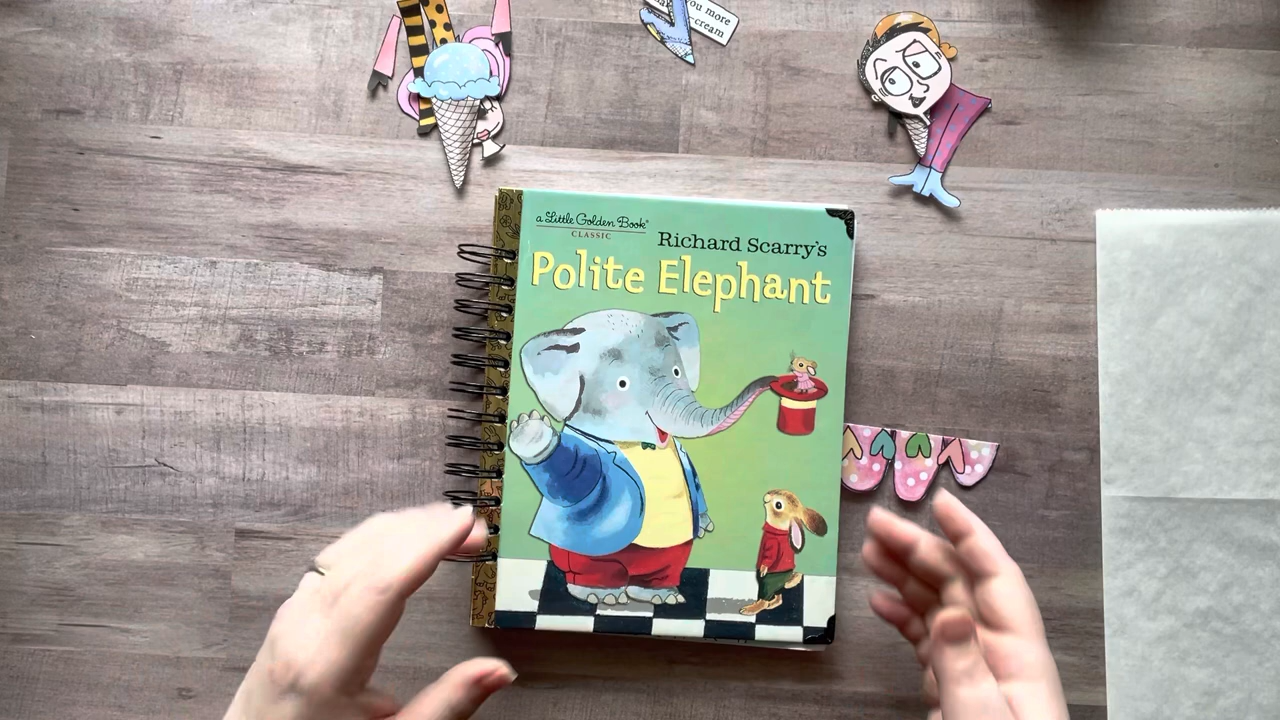 you more
-cream
a Little Golden Book®
CLASSIC
Richard Scarry's
Polite Elephant